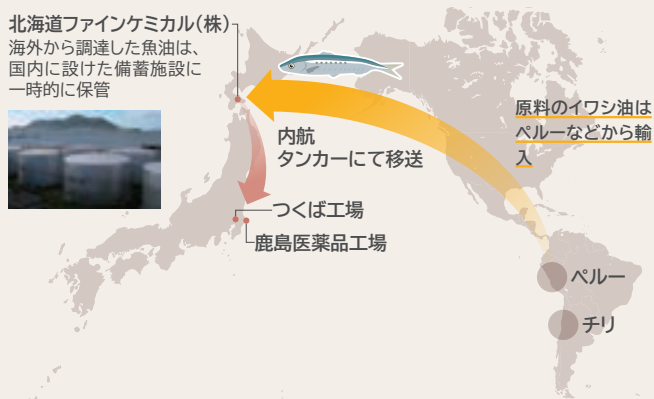 北海道ファインケミカル（株）
海外から調達した魚油は、
国内に設けた備蓄施設に
一時的に保管
原料のイワシ油は
ペルーなどから輸
入
内航
タンカーにて移送
つくば工場
鹿島医薬品工場
ペルー
チリ